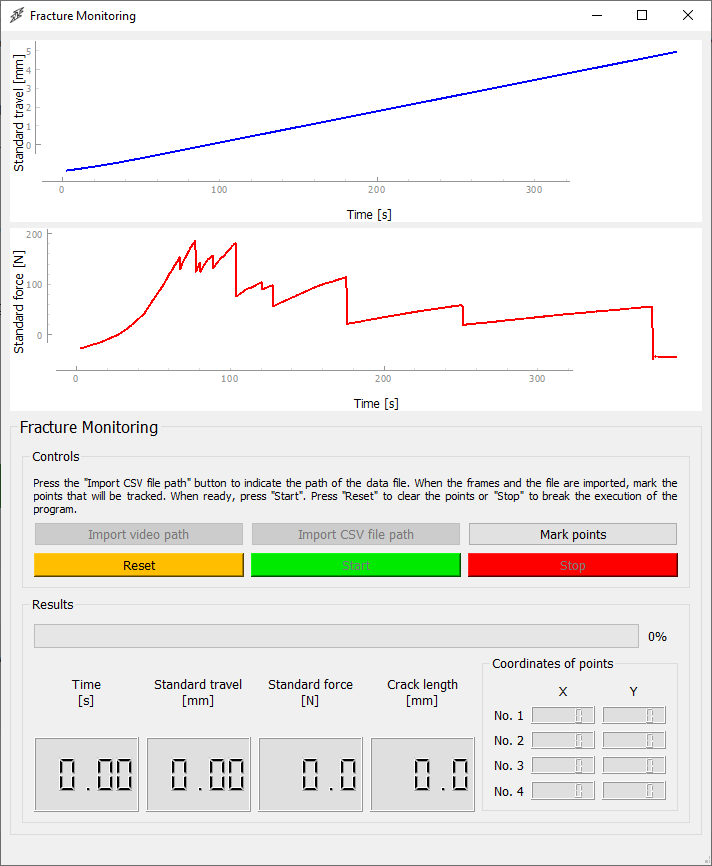 Fracture Monitoring
Standard travel [mm]
5
4
3
2
1
0
0 100 200 300
Time [s]
Standard force [N]
200
100
0
0 100 200 300
Time [s]
Fracture Monitoring
Controls
Press the "Import CSV file path" button to indicate the path of the data file. When the frames and the file are imported, mark the
points that will be tracked. When ready, press "Start". Press "Reset" to clear the points or "Stop" to break the execution of the
program.
Import video path Import CSV file path Mark points
Reset Start Stop
Results
0%
Time Standard travel Standard force Crack length
[s] [mm] [N] [mm]
0.00 0.00 0.0 0.0
Coordinates of points
X Y
No. 1 0 0
No. 2 0 0
No. 3 0 0
No. 4 0 0